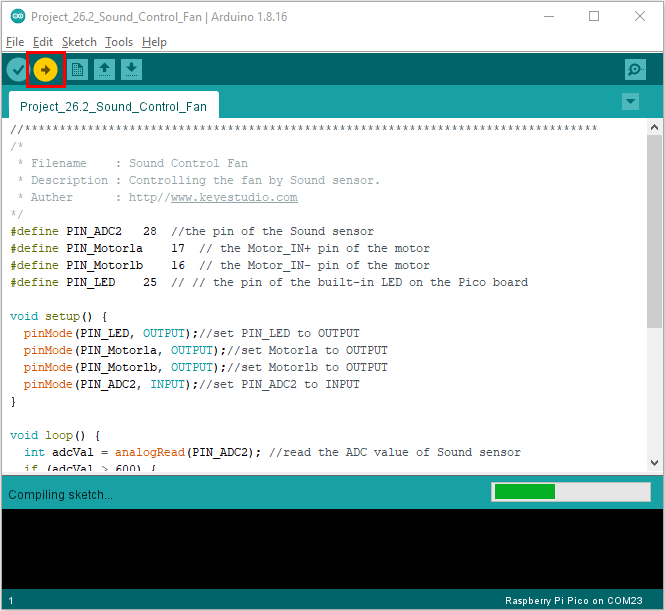 Project_26.2_Sound_Control_Fan | Arduino 1.8.16
File Edit Sketch Tools Help
Project_26.2_Sound_Control_Fan
//**********************************************************************************
/*
 * Filename    : Sound Control Fan
 * Description : Controlling the fan by Sound sensor.
 * Auther      : http//www.keyestudio.com
*/
#define PIN_ADC2   28  //the pin of the Sound sensor
#define PIN_Motorla    17  // the Motor_IN+ pin of the motor
#define PIN_Motorlb    16  // the Motor_IN- pin of the motor
#define PIN_LED    25  // // the pin of the built-in LED on the Pico board
void setup() {
  pinMode(PIN_LED, OUTPUT);//set PIN_LED to OUTPUT
  pinMode(PIN_Motorla, OUTPUT);//set Motorla to OUTPUT
  pinMode(PIN_Motorlb, OUTPUT);//set Motorlb to OUTPUT
  pinMode(PIN_ADC2, INPUT);//set PIN_ADC2 to INPUT
}
void loop() {
  int adcVal = analogRead(PIN_ADC2); //read the ADC value of Sound sensor
  if (adcVal > 600) {
Compiling sketch...
1 Raspberry Pi Pico on COM23